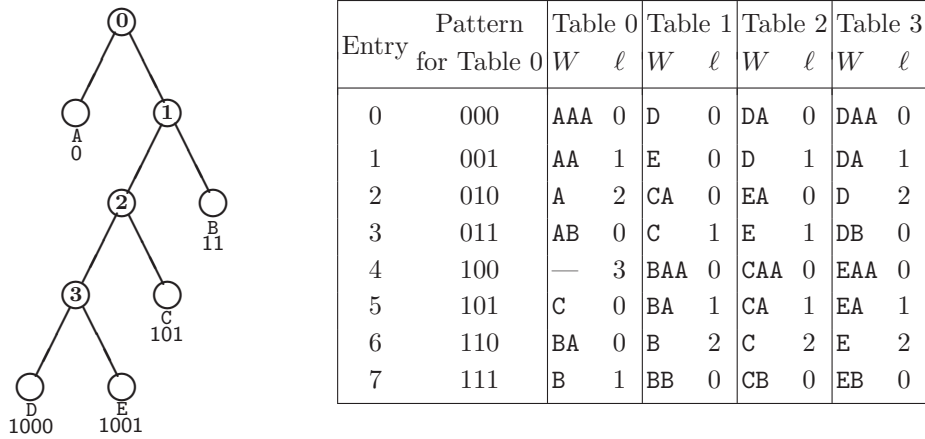 0
1
A
0
2
B
11
3
C
101
D
1000
E
1001
Entry Pattern for Table 0 Table 0 Table 1 Table 2 Table 3
W ℓ W ℓ W ℓ W ℓ
0 000 AAA 0 D 0 DA 0 DAA 0
1 001 AA 1 E 0 D 1 DA 1
2 010 A 2 CA 0 EA 0 D 2
3 011 AB 0 C 1 E 1 DB 0
4 100 — 3 BAA 0 CAA 0 EAA 0
5 101 C 0 BA 1 CA 1 EA 1
6 110 BA 0 B 2 C 2 E 2
7 111 B 1 BB 0 CB 0 EB 0